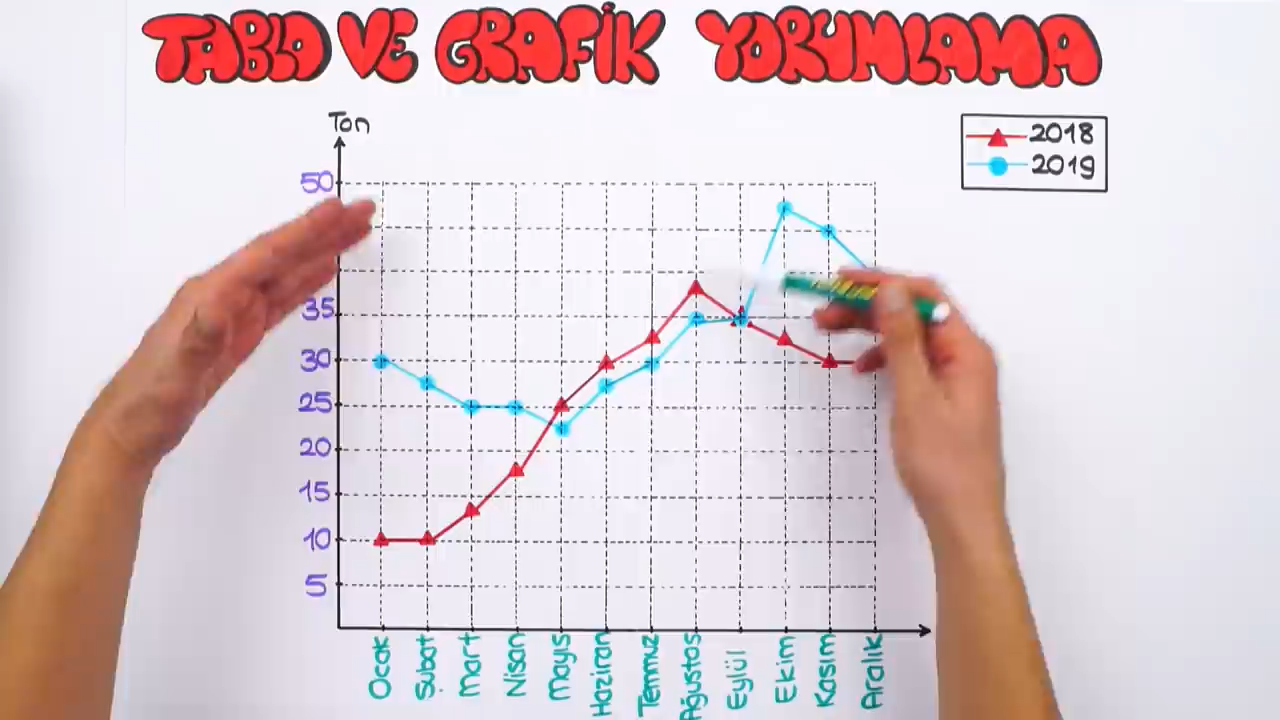 TABLO VE GRAFİK YORUMLAMA
Ton
2018
2019
50
35
30
25
20
15
10
5
Ocak
Şubat
Mart
Nisan
Mayıs
Haziran
Temmuz
Ağustos
Eylül
Ekim
Kasım
Aralık